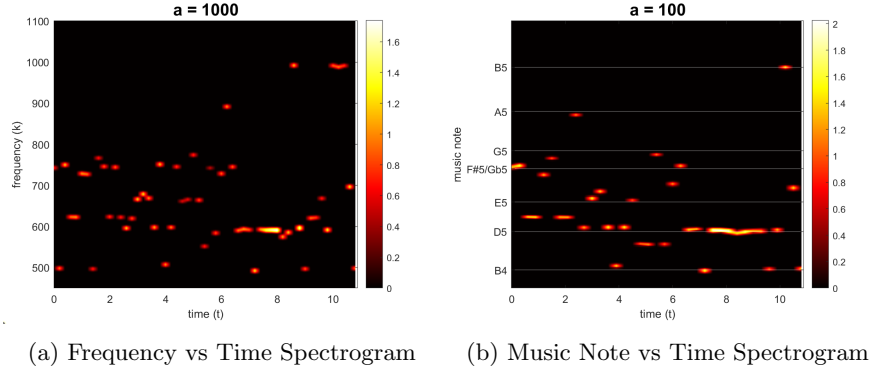 a = 1000
1100
1000
900
800
700
600
500
frequency (k)
0
2
4
6
8
10
time (t)
1.6
1.4
1.2
1
0.8
0.6
0.4
0.2
0
(a) Frequency vs Time Spectrogram
a = 100
B5
A5
G5
F#5/Gb5
E5
D5
B4
music note
0
2
4
6
8
10
time (t)
2
1.8
1.6
1.4
1.2
1
0.8
0.6
0.4
0.2
0
(b) Music Note vs Time Spectrogram